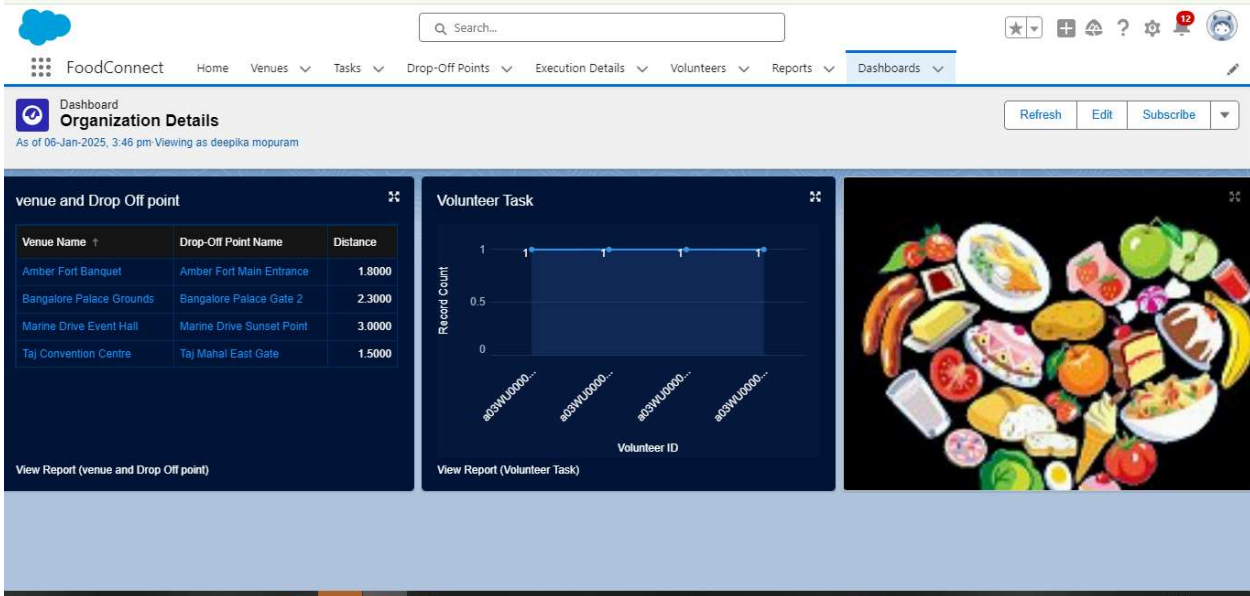 Search...
12
FoodConnect Home Venues Tasks Drop-Off Points Execution Details Volunteers Reports Dashboards
Dashboard
Organization Details
As of 06-Jan-2025, 3:46 pm·Viewing as deepika mopuram
Refresh Edit Subscribe
venue and Drop Off point
Venue Name ↑ Drop-Off Point Name Distance
Amber Fort Banquet Amber Fort Main Entrance 1.8000
Bangalore Palace Grounds Bangalore Palace Gate 2 2.3000
Marine Drive Event Hall Marine Drive Sunset Point 3.0000
Taj Convention Centre Taj Mahal East Gate 1.5000
View Report (venue and Drop Off point)
Volunteer Task
Record Count
1
0.5
0
1 1 1 1
a03WU0000... a03WU0000... a03WU0000... a03WU0000...
Volunteer ID
View Report (Volunteer Task)